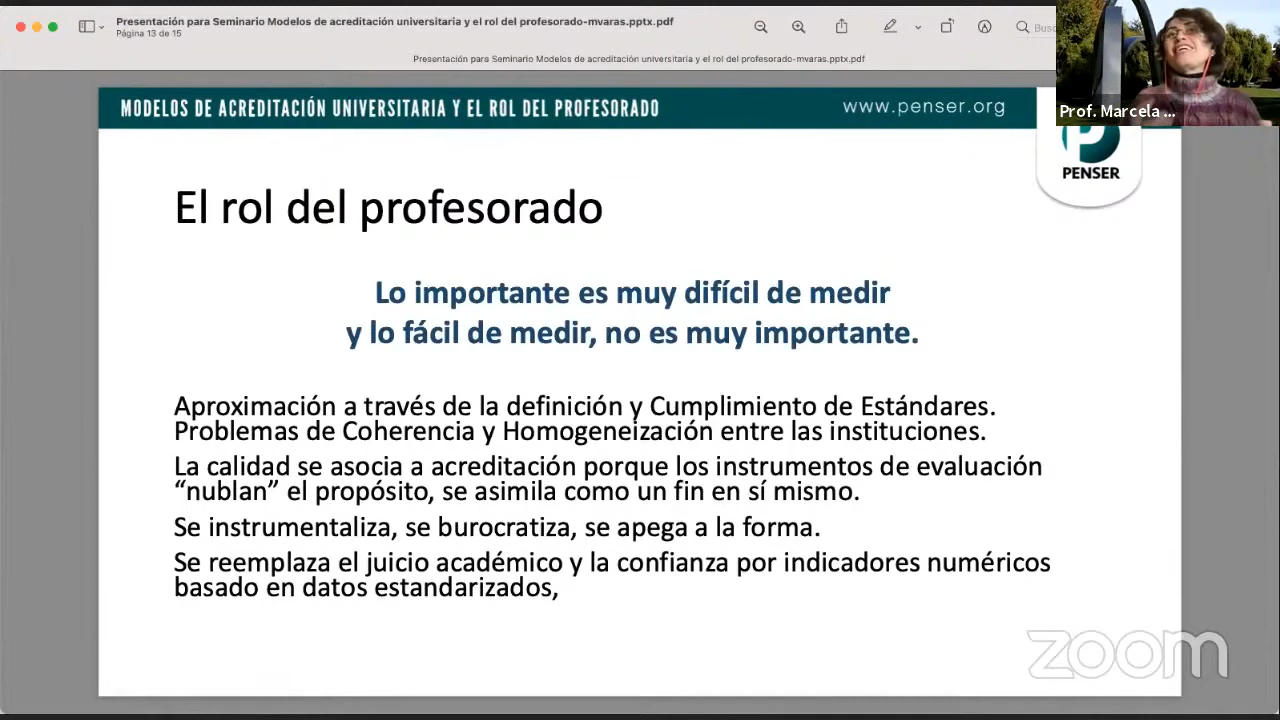 Presentación para Seminario Modelos de acreditación universitaria y el rol del profesorado-mvaras.pptx.pdf
Página 13 de 15
Bus
Presentación para Seminario Modelos de acreditación universitaria y el rol del profesorado-mvaras.pptx.pdf
Prof. Marcela ...
MODELOS DE ACREDITACIÓN UNIVERSITARIA Y EL ROL DEL PROFESORADO
www.penser.org
PENSER
El rol del profesorado
Lo importante es muy difícil de medir
y lo fácil de medir, no es muy importante.
Aproximación a través de la definición y Cumplimiento de Estándares.
Problemas de Coherencia y Homogeneización entre las instituciones.
La calidad se asocia a acreditación porque los instrumentos de evaluación
“nublan” el propósito, se asimila como un fin en sí mismo.
Se instrumentaliza, se burocratiza, se apega a la forma.
Se reemplaza el juicio académico y la confianza por indicadores numéricos
basado en datos estandarizados,
zoom